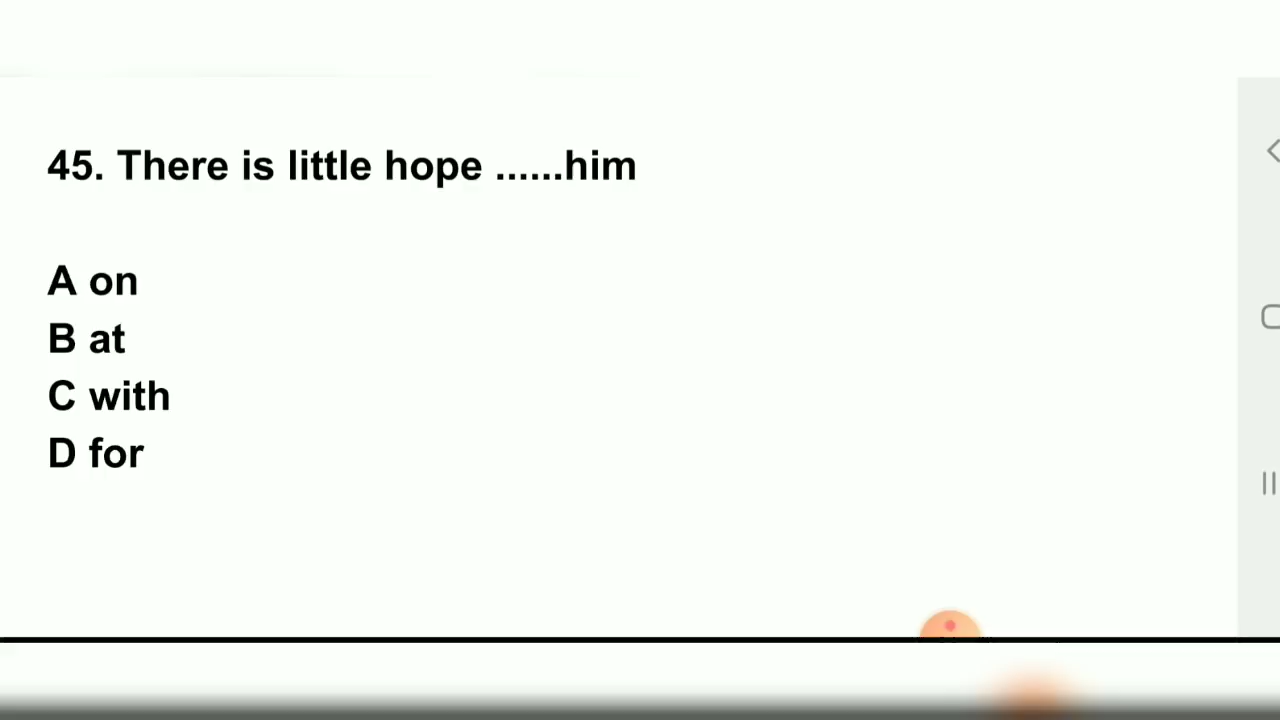 45. There is little hope ......him
A on
B at
C with
D for